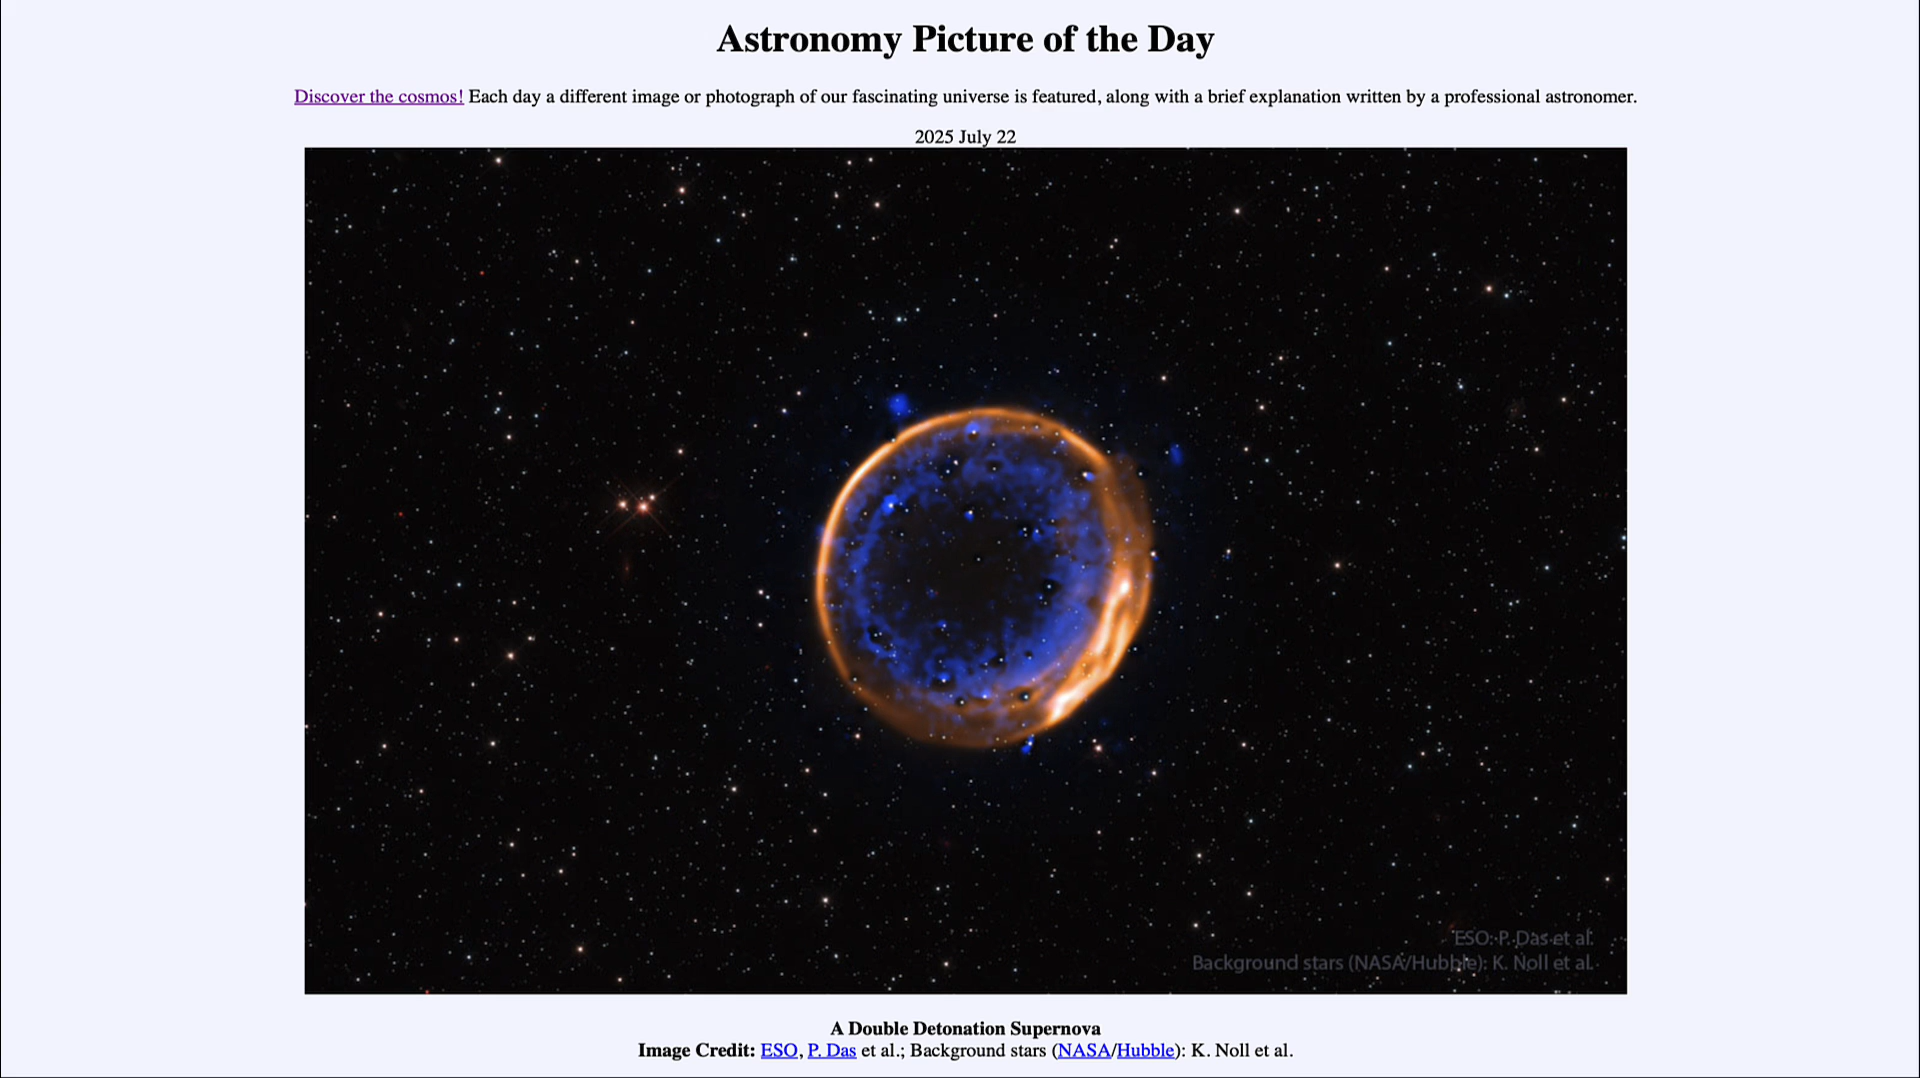 Astronomy Picture of the Day
Discover the cosmos! Each day a different image or photograph of our fascinating universe is featured, along with a brief explanation written by a professional astronomer.
2025 July 22
ESO: P. Das et al.
Background stars (NASA/Hubble): K. Noll et al.
A Double Detonation Supernova
Image Credit: ESO, P. Das et al.; Background stars (NASA/Hubble): K. Noll et al.